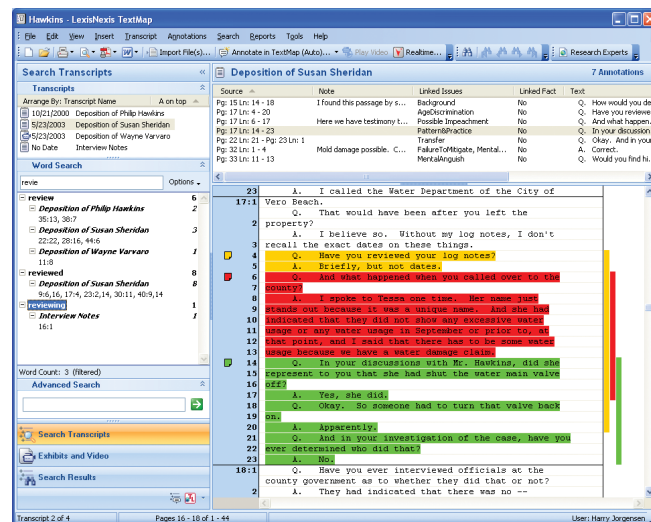 Hawkins - LexisNexis TextMap
File Edit View Insert Transcript Annotations Search Reports Tools Help
Import File(s)... Annotate in TextMap (Auto)... Play Video Realtime... Research Experts
Search Transcripts
Transcripts
Arrange By: Transcript Name A on top
10/21/2000 Deposition of Philip Hawkins
5/23/2003 Deposition of Susan Sheridan
5/23/2003 Deposition of Wayne Varvaro
No Date Interview Notes
Word Search
revie Options
review 6
Deposition of Philip Hawkins 2
35:13, 38:7
Deposition of Susan Sheridan 3
22:22, 28:16, 44:6
Deposition of Wayne Varvaro 1
11:8
reviewed 8
Deposition of Susan Sheridan 8
9:6,16, 17:4, 23:2,14, 30:11, 40:9,14
reviewing 1
Interview Notes 1
16:1
Word Count: 3 (filtered)
Advanced Search
Search Transcripts
Exhibits and Video
Search Results
Deposition of Susan Sheridan 7 Annotations
Source Note Linked Issues Linked Fact Text
Pg: 15 Ln: 14 - 18 I found this passage by s... Background No Q. How would you de
Pg: 17 Ln: 4 - 20 AgeDiscrimination No Q. Have you reviewe
Pg: 17 Ln: 6 - 17 Here we have testimony t... Possible Impeachment No Q. And what happen.
Pg: 17 Ln: 14 - 23 Pattern&Practice No Q. In your discussion
Pg: 22 Ln: 21 - Pg: 23 Ln: 1 Transfer No Q. Okay. And in your
Pg: 32 Ln: 1 - 4 Mold damage possible. C... FailureToMitigate, Mental... No A. Correct.
Pg: 33 Ln: 11 - 13 MentalAnguish No Q. Would you find hi.
23 A. I called the Water Department of the City of
17:1 Vero Beach.
Q. That would have been after you left the
2 property?
A. I believe so. Without my log notes, I don't
3 recall the exact dates on these things.
4 Q. Have you reviewed your log notes?
5 A. Briefly, but not dates.
6 Q. And what happened when you called over to the
7 county?
8 A. I spoke to Tessa one time. Her name just
9 stands out because it was a unique name. And she had
10 indicated that they did not show any excessive water
11 usage or any water usage in September or prior to, at
12 that point, and I said that there has to be some water
13 usage because we have a water damage claim.
14 Q. In your discussions with Mr. Hawkins, did she
15 represent to you that she had shut the water main valve
16 off?
17 A. Yes, she did.
18 Q. Okay. So someone had to turn that valve back
19 on.
20 A. Apparently.
21 Q. And in your investigation of the case, have you
22 ever determined who did that?
23 A. No.
18:1 Q. Have you ever interviewed officials at the
county government as to whether they did that or not?
2 A. They had indicated that there was no --
Transcript 2 of 4 Pages 16 - 18 of 1 - 44 User: Harry Jorgensen